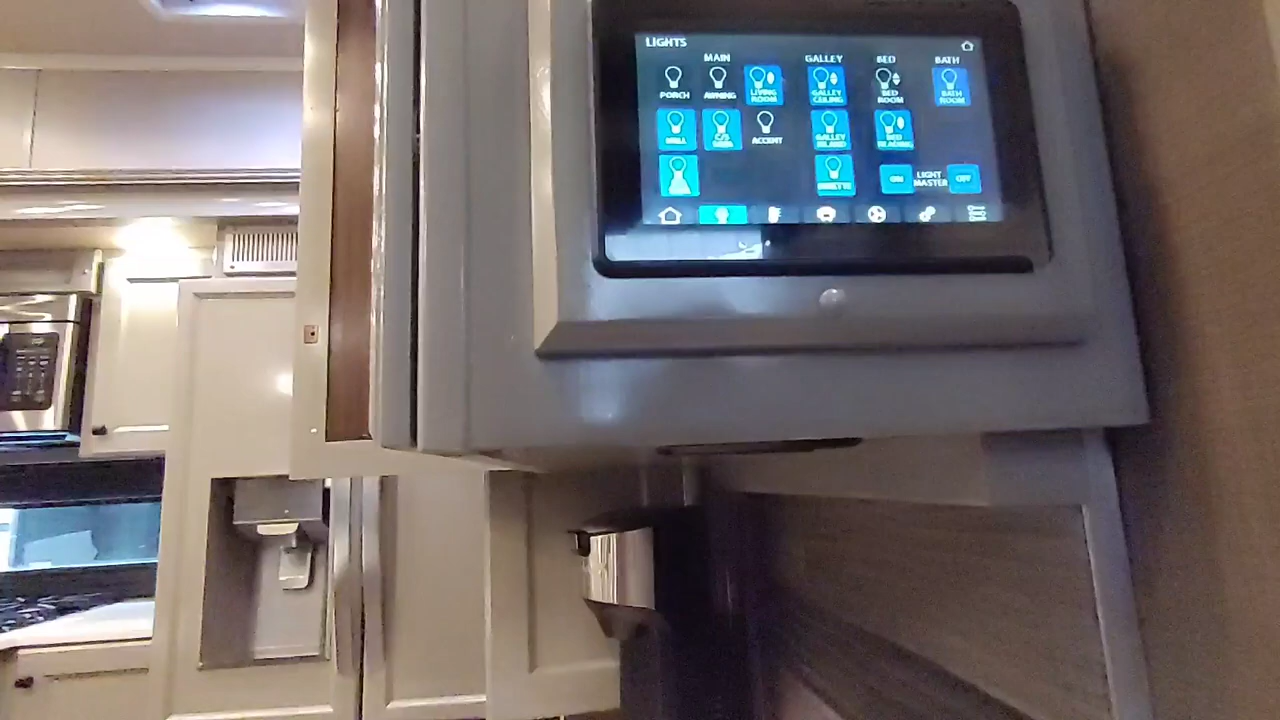 LIGHTS
MAIN GALLEY BED BATH
PORCH AWNING LIVING ROOM GALLEY CEILING BED ROOM BATH ROOM
ACCENT GALLEY ISLAND BED READING
DINETTE ON LIGHT MASTER OFF